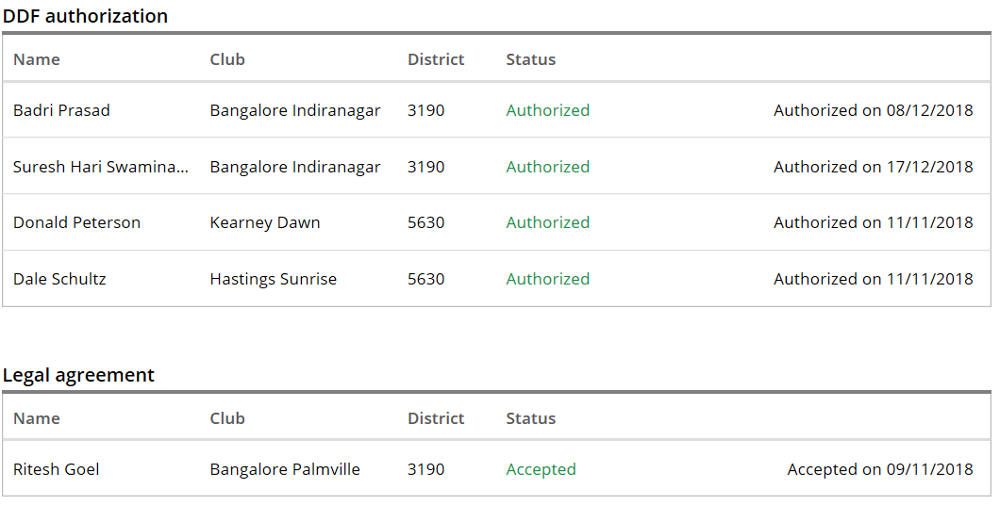 DDF authorization
Name Club District Status
Badri Prasad Bangalore Indiranagar 3190 Authorized Authorized on 08/12/2018
Suresh Hari Swamina... Bangalore Indiranagar 3190 Authorized Authorized on 17/12/2018
Donald Peterson Kearney Dawn 5630 Authorized Authorized on 11/11/2018
Dale Schultz Hastings Sunrise 5630 Authorized Authorized on 11/11/2018
Legal agreement
Name Club District Status
Ritesh Goel Bangalore Palmville 3190 Accepted Accepted on 09/11/2018